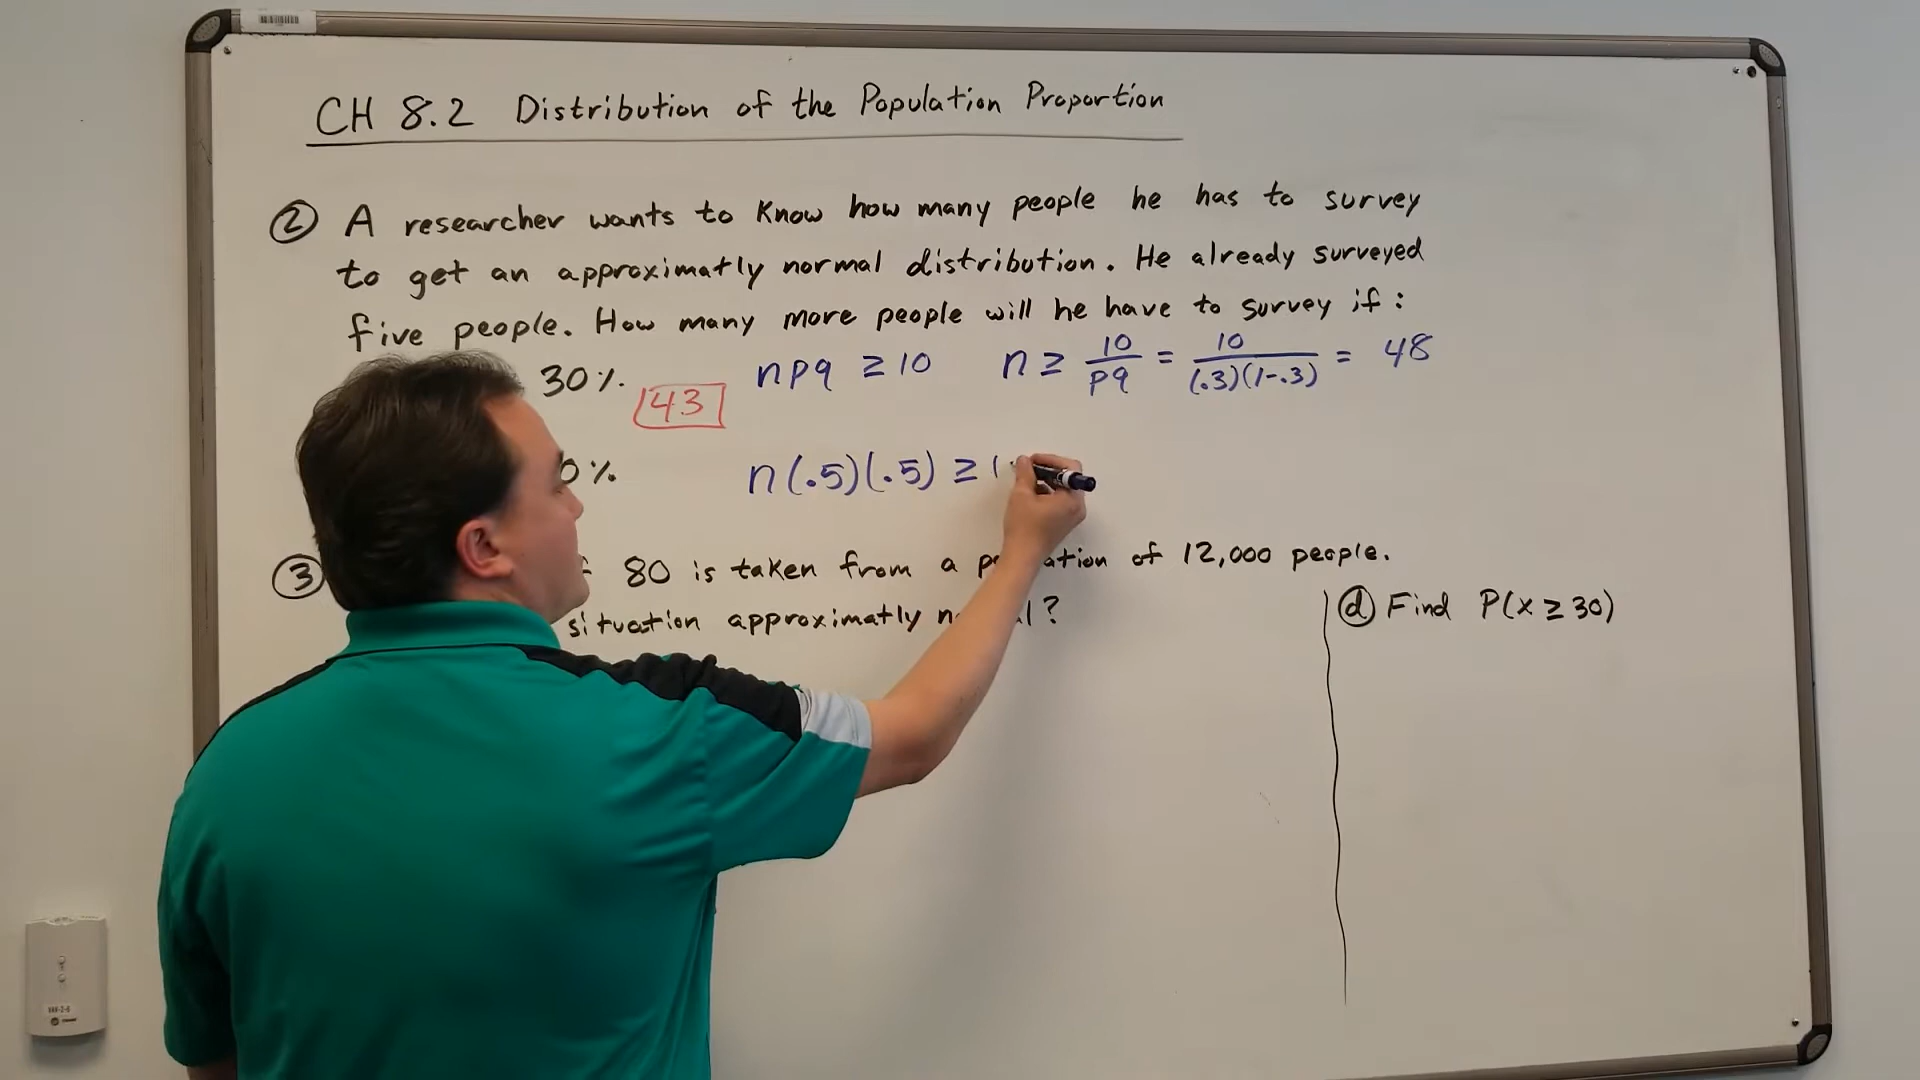 CH 8.2 Distribution of the Population Proportion
② A researcher wants to know how many people he has to survey
to get an approximatly normal distribution. He already surveyed
five people. How many more people will he have to survey if:
30% 43 npq ≥ 10 n ≥ 10/pq = 10/(.3)(1-.3) = 48
0% n(.5)(.5) ≥ 1
③ 80 is taken from a ation of 12,000 people.
situation approximatly ?
ⓓ Find P(x ≥ 30)